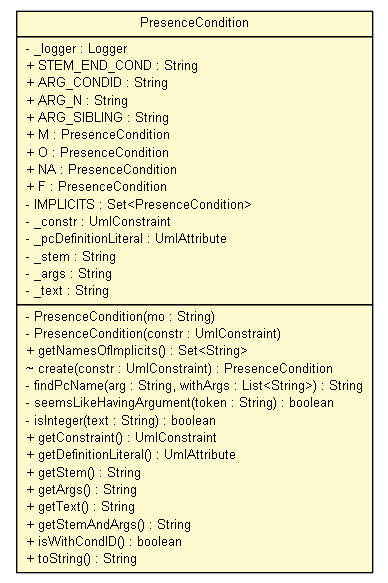 PresenceCondition
- _logger : Logger
+ STEM_END_COND : String
+ ARG_CONDID : String
+ ARG_N : String
+ ARG_SIBLING : String
+ M : PresenceCondition
+ O : PresenceCondition
+ NA : PresenceCondition
+ F : PresenceCondition
- IMPLICITS : Set<PresenceCondition>
- _constr : UmlConstraint
- _pcDefinitionLiteral : UmlAttribute
- _stem : String
- _args : String
- _text : String
- PresenceCondition(mo : String)
- PresenceCondition(constr : UmlConstraint)
+ getNamesOfImplicits() : Set<String>
~ create(constr : UmlConstraint) : PresenceCondition
- findPcName(arg : String, withArgs : List<String>) : String
- seemsLikeHavingArgument(token : String) : boolean
- isInteger(text : String) : boolean
+ getConstraint() : UmlConstraint
+ getDefinitionLiteral() : UmlAttribute
+ getStem() : String
+ getArgs() : String
+ getText() : String
+ getStemAndArgs() : String
+ isWithCondID() : boolean
+ toString() : String